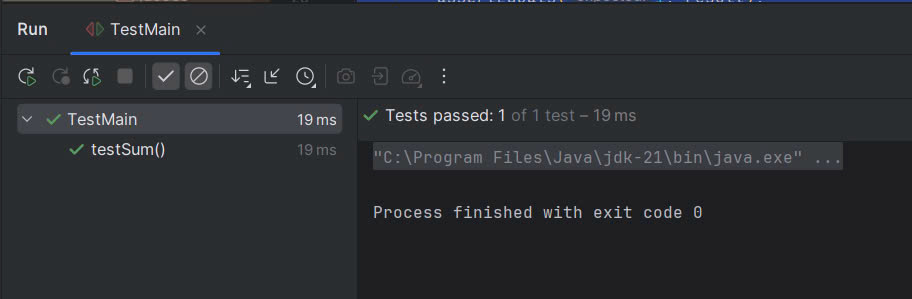 Run TestMain
TestMain 19 ms
testSum() 19 ms
Tests passed: 1 of 1 test – 19 ms
"C:\Program Files\Java\jdk-21\bin\java.exe" ...
Process finished with exit code 0